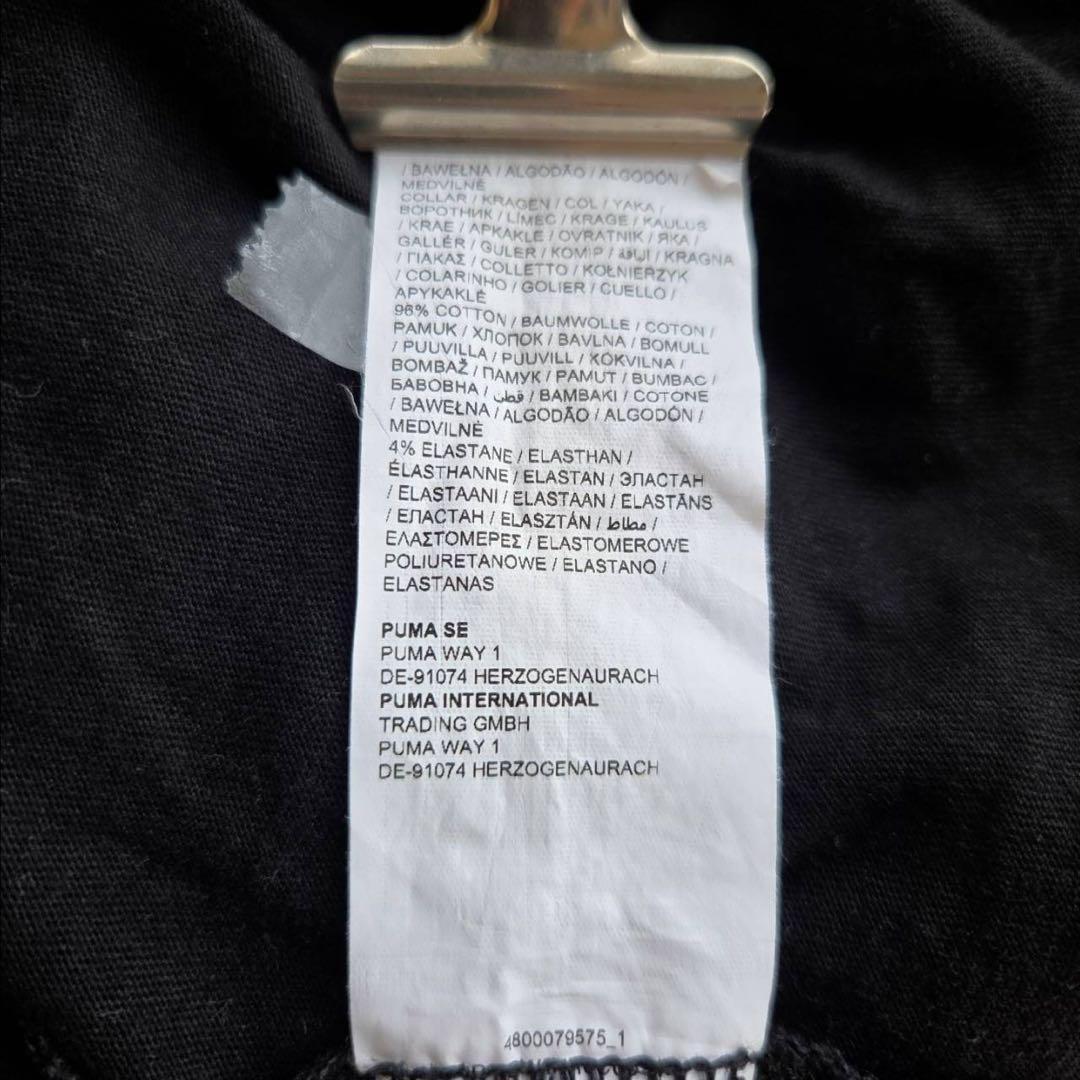 / BAWEŁNA / ALGODÃO / ALGODÓN /
MEDVILNĖ
COLLAR / KRAGEN / COL / YAKA /
ВОРОТНИК / LÍMEC / KRAGE / KAULUS
/ KRAE / APKAKLE / OVRATNIK / ЯКА /
GALLÉR / GULER / КОМІР / الياقة / KRAGNA
/ ΓΙΑΚΑΣ / COLLETTO / KOŁNIERZYK
/ COLARINHO / GOLIER / CUELLO /
APYKAKLĖ
96% COTTON / BAUMWOLLE / COTON /
PAMUK / ХЛОПОК / BAVLNA / BOMULL
/ PUUVILLA / PUUVILL / KOKVILNA /
BOMBAŽ / ПАМУК / PAMUT / BUMBAC /
БАВОВНА / قطن / ΒΑΜΒΑΚΙ / COTONE
/ BAWEŁNA / ALGODÃO / ALGODÓN /
MEDVILNĖ
4% ELASTANE / ELASTHAN /
ÉLASTHANNE / ELASTAN / ЭЛАСТАН
/ ELASTAANI / ELASTAAN / ELASTĀNS
/ ЕЛАСТАН / ELASZTÁN / مطاط /
ΕΛΑΣΤΟΜΕΡΕΣ / ELASTOMEROWE
POLIURETANOWE / ELASTANO /
ELASTANAS
PUMA SE
PUMA WAY 1
DE-91074 HERZOGENAURACH
PUMA INTERNATIONAL
TRADING GMBH
PUMA WAY 1
DE-91074 HERZOGENAURACH
4800079575_1